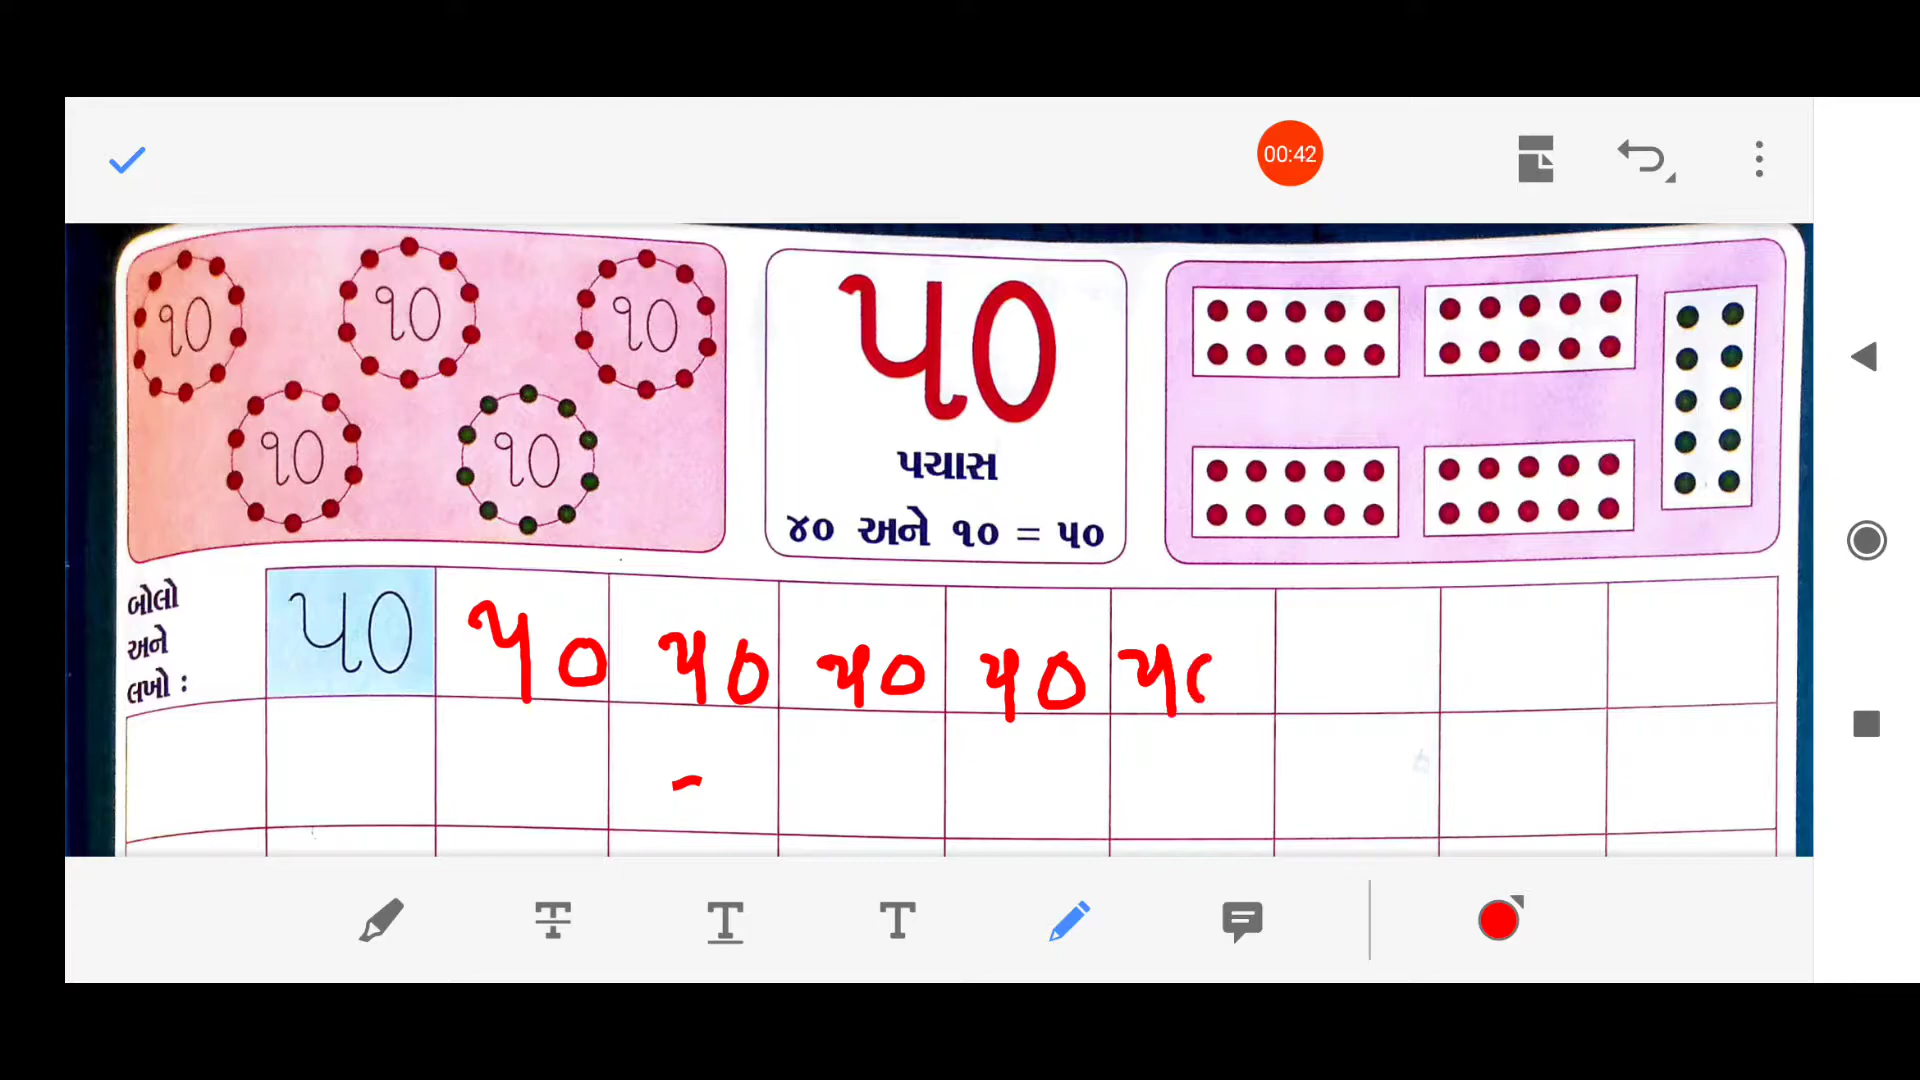 00:42
૧૦ ૧૦ ૧૦
૧૦ ૧૦
૫૦
પચાસ
૪૦ અને ૧૦ = ૫૦
બોલો
અને
લખો :
૫૦ ૫૦ ૫૦ ૫૦ ૫૦